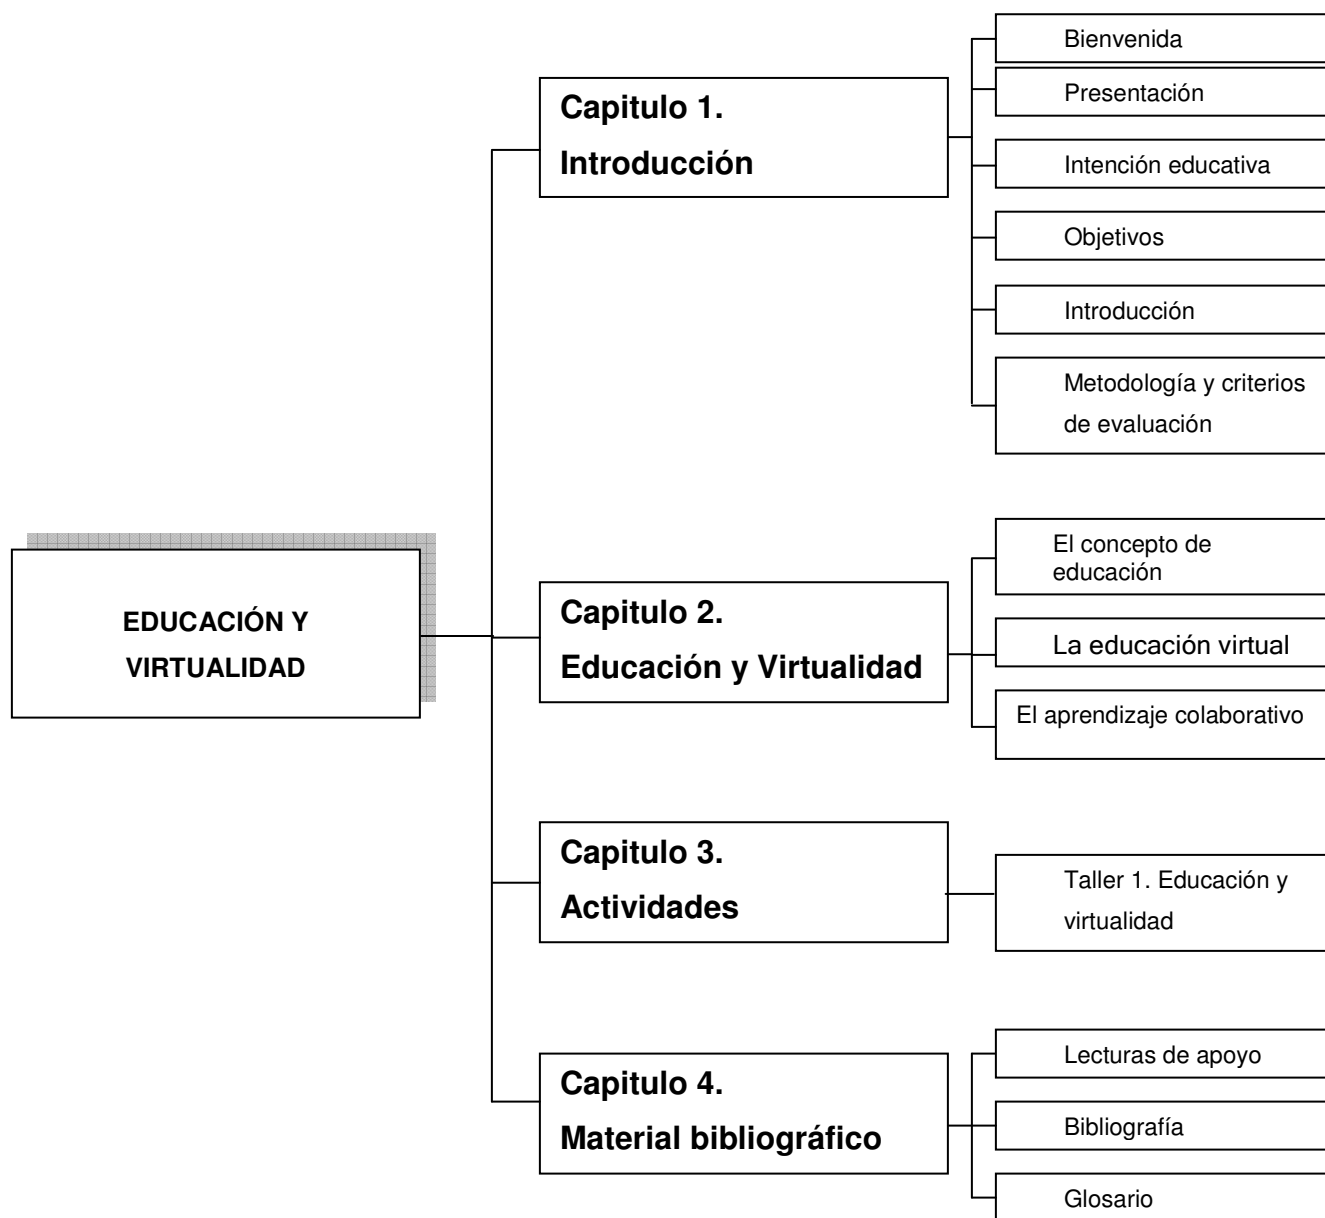 EDUCACIÓN Y
VIRTUALIDAD
Capitulo 1.
Introducción
Bienvenida
Presentación
Intención educativa
Objetivos
Introducción
Metodología y criterios
de evaluación
Capitulo 2.
Educación y Virtualidad
El concepto de
educación
La educación virtual
El aprendizaje colaborativo
Capitulo 3.
Actividades
Taller 1. Educación y
virtualidad
Capitulo 4.
Material bibliográfico
Lecturas de apoyo
Bibliografía
Glosario